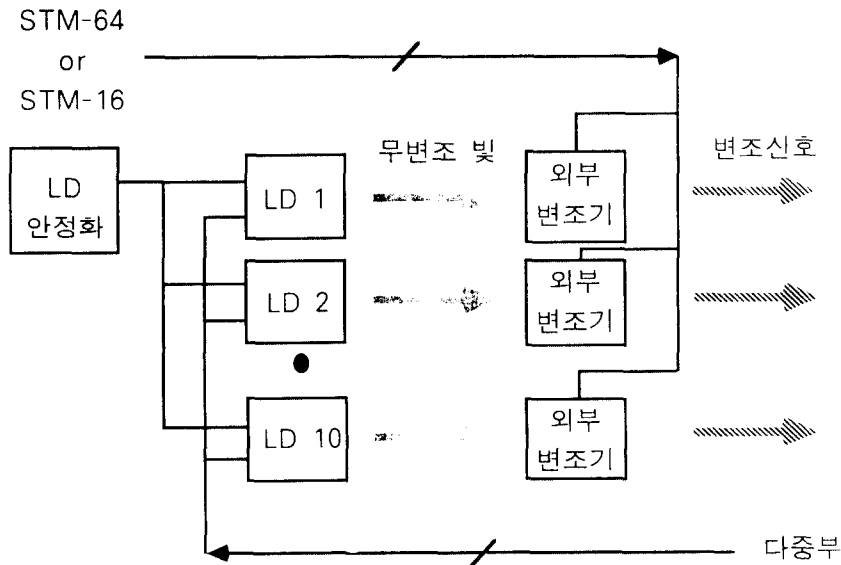 STM-64
or
STM-16
LD
안정화
LD 1
무변조 빛
외부
변조기
변조신호
LD 2
외부
변조기
LD 10
외부
변조기
다중부